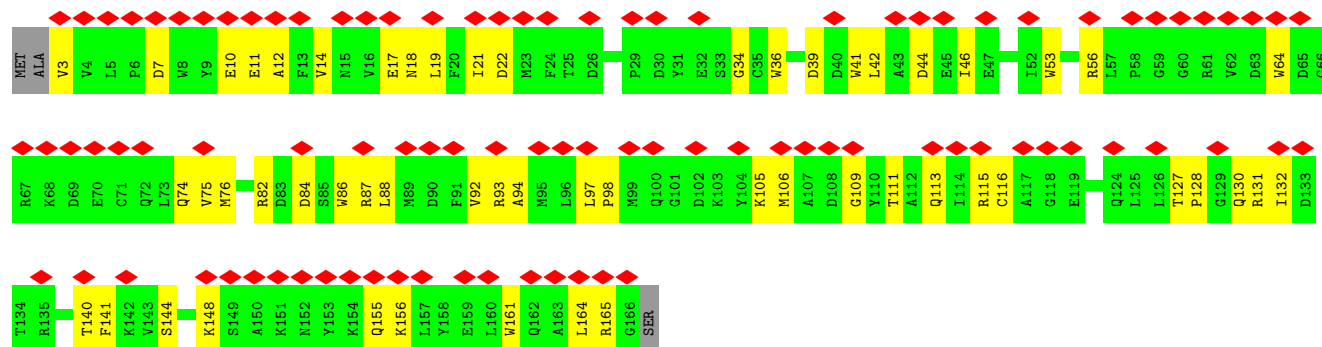 MET ALA V3 V4 L5 P6 D7 W8 Y9 E10 E11 A12 F13 V14 N15 V16 E17 N18 L19 F20 I21 D22 M23 F24 T25 D26 P29 D30 Y31 E32 S33 G34 C35 W36 D39 D40 W41 L42 A43 D44 E45 I46 E47 I52 W53 R56 L57 P58 G59 G60 R61 V62 D63 W64 D65 G66
R67 K68 D69 E70 C71 Q72 L73 Q74 V75 M76 R82 D83 D84 S85 W86 R87 L88 M89 D90 F91 V92 R93 A94 M95 L96 L97 P98 M99 Q100 G101 D102 K103 Y104 K105 M106 A107 D108 G109 Y110 T111 A112 Q113 I114 R115 C116 A117 G118 E119 Q124 L125 L126 T127 P128 G129 Q130 R131 I132 D133
T134 R135 T140 F141 K142 V143 S144 K148 S149 A150 K151 N152 Y153 K154 Q155 K156 L157 Y158 E159 L160 W161 Q162 A163 L164 R165 G166 SER